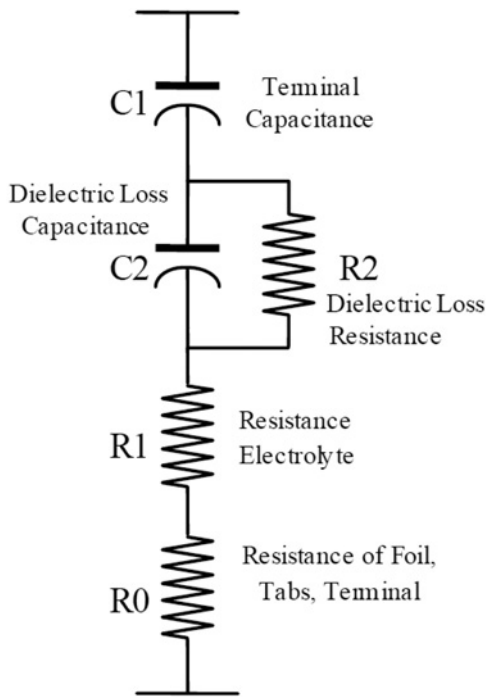 C1
Terminal
Capacitance
Dielectric Loss
Capacitance
C2
R2
Dielectric Loss
Resistance
R1
Resistance
Electrolyte
R0
Resistance of Foil,
Tabs, Terminal